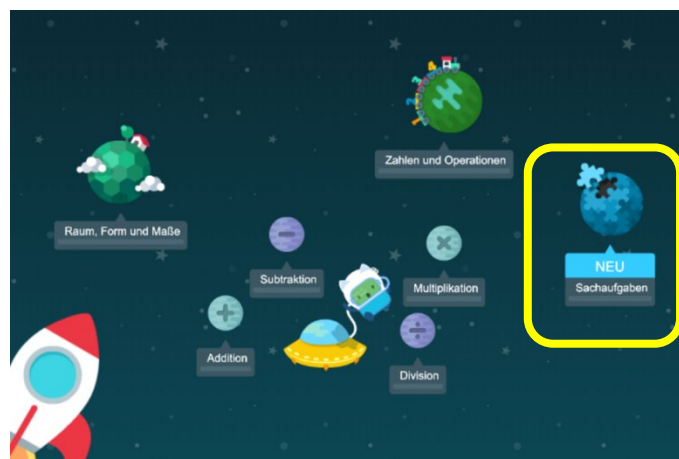 Zahlen und Operationen
Raum, Form und Maße
NEU
Sachaufgaben
Subtraktion
Multiplikation
Addition
Division